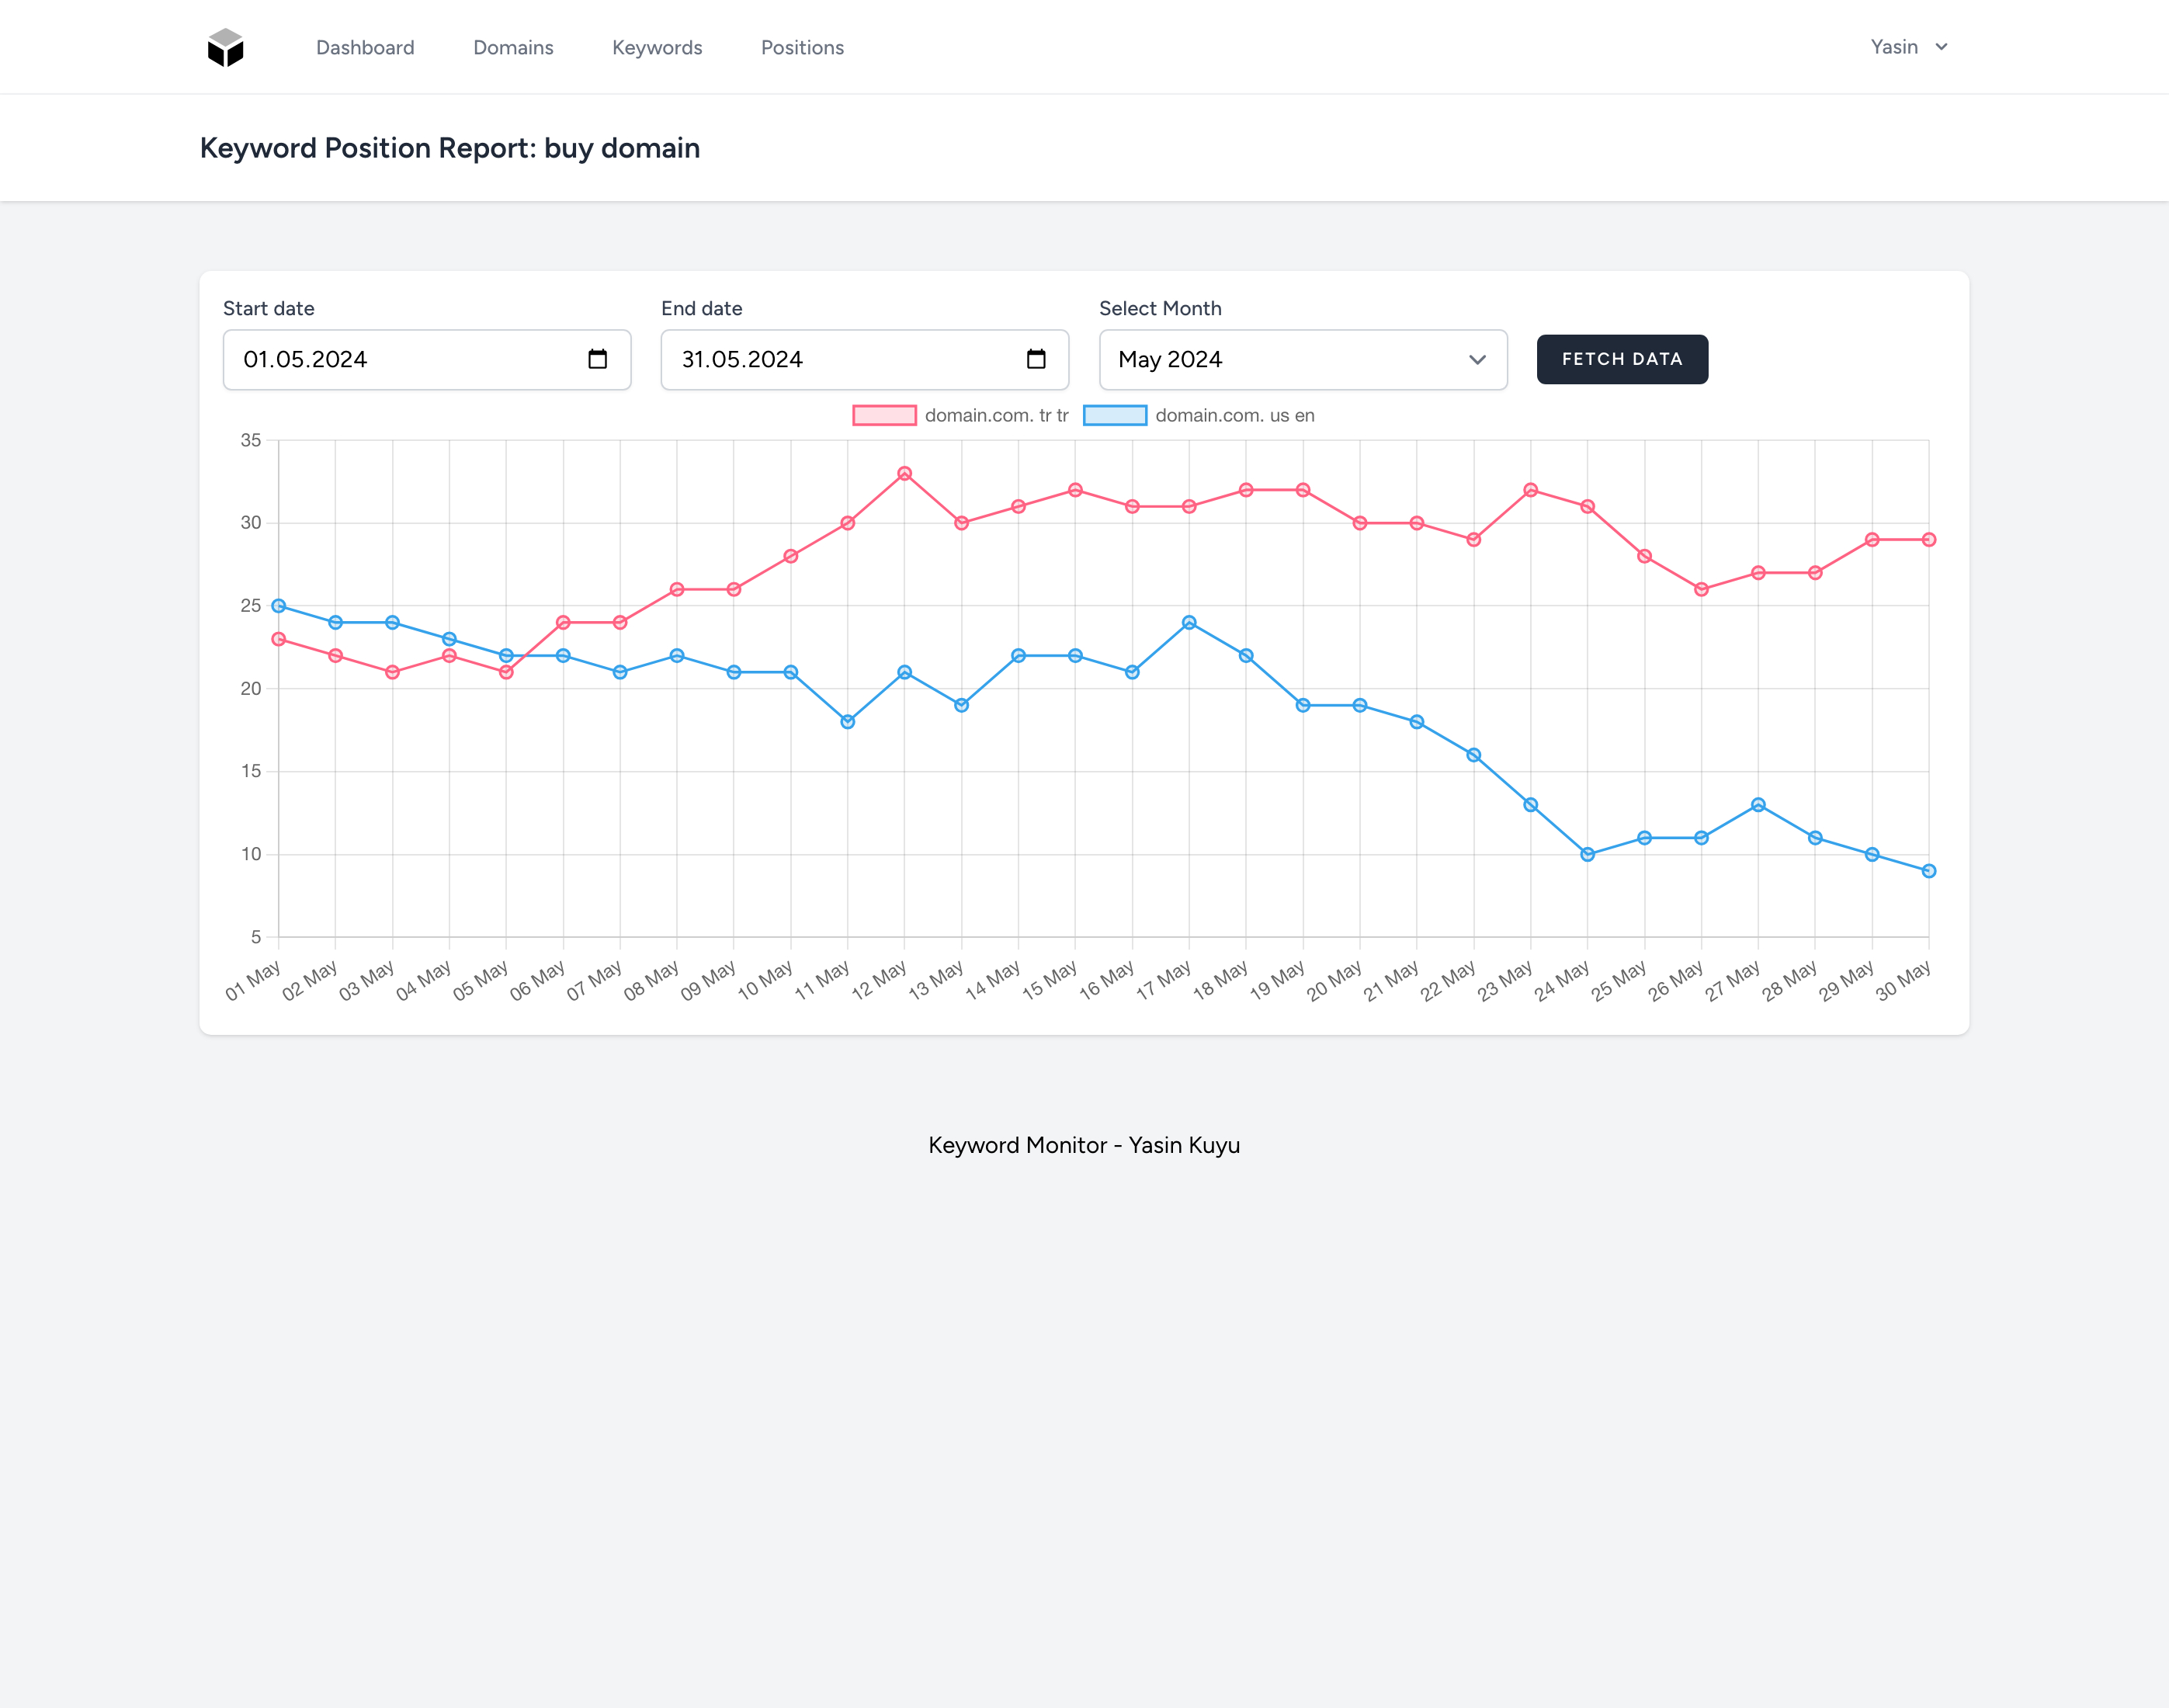 Dashboard Domains Keywords Positions Yasin
Keyword Position Report: buy domain
Start date End date Select Month
01.05.2024 31.05.2024 May 2024 FETCH DATA
domain.com. tr tr domain.com. us en
35
30
25
20
15
10
5
01 May 02 May 03 May 04 May 05 May 06 May 07 May 08 May 09 May 10 May 11 May 12 May 13 May 14 May 15 May 16 May 17 May 18 May 19 May 20 May 21 May 22 May 23 May 24 May 25 May 26 May 27 May 28 May 29 May 30 May
Keyword Monitor - Yasin Kuyu